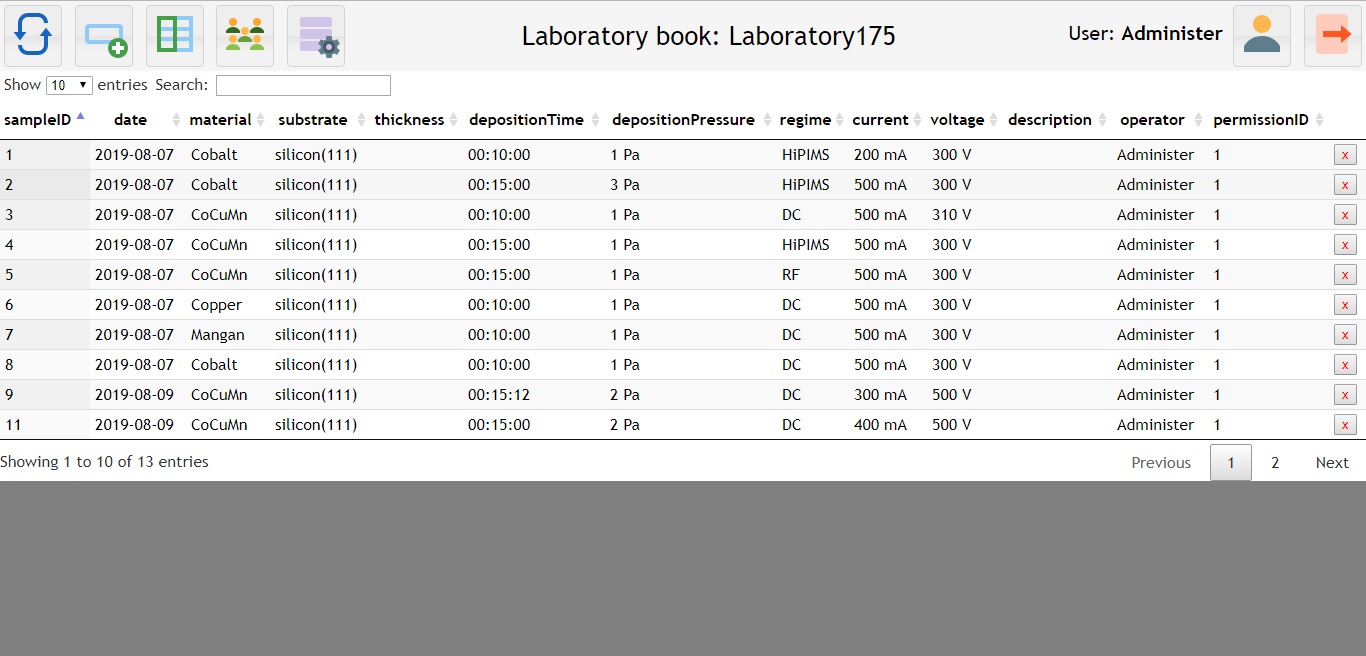 Laboratory book: Laboratory175 User: Administer
Show 10 entries Search:
sampleID date material substrate thickness depositionTime depositionPressure regime current voltage description operator permissionID
1 2019-08-07 Cobalt silicon(111) 00:10:00 1 Pa HiPIMS 200 mA 300 V Administer 1 x
2 2019-08-07 Cobalt silicon(111) 00:15:00 3 Pa HiPIMS 500 mA 300 V Administer 1 x
3 2019-08-07 CoCuMn silicon(111) 00:10:00 1 Pa DC 500 mA 310 V Administer 1 x
4 2019-08-07 CoCuMn silicon(111) 00:15:00 1 Pa HiPIMS 500 mA 300 V Administer 1 x
5 2019-08-07 CoCuMn silicon(111) 00:15:00 1 Pa RF 500 mA 300 V Administer 1 x
6 2019-08-07 Copper silicon(111) 00:10:00 1 Pa DC 500 mA 300 V Administer 1 x
7 2019-08-07 Mangan silicon(111) 00:10:00 1 Pa DC 500 mA 300 V Administer 1 x
8 2019-08-07 Cobalt silicon(111) 00:10:00 1 Pa DC 500 mA 300 V Administer 1 x
9 2019-08-09 CoCuMn silicon(111) 00:15:12 2 Pa DC 300 mA 500 V Administer 1 x
11 2019-08-09 CoCuMn silicon(111) 00:15:00 2 Pa DC 400 mA 500 V Administer 1 x
Showing 1 to 10 of 13 entries Previous 1 2 Next